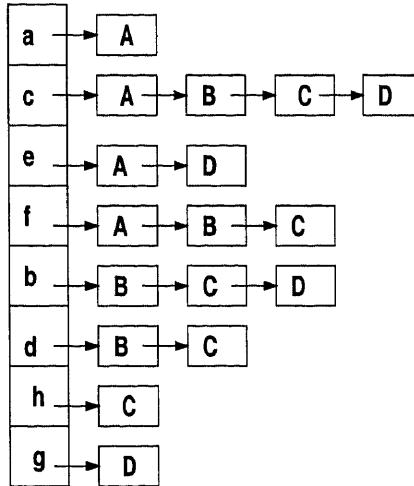 a A
c A B C D
e A D
f A B C
b B C D
d B C
h C
g D